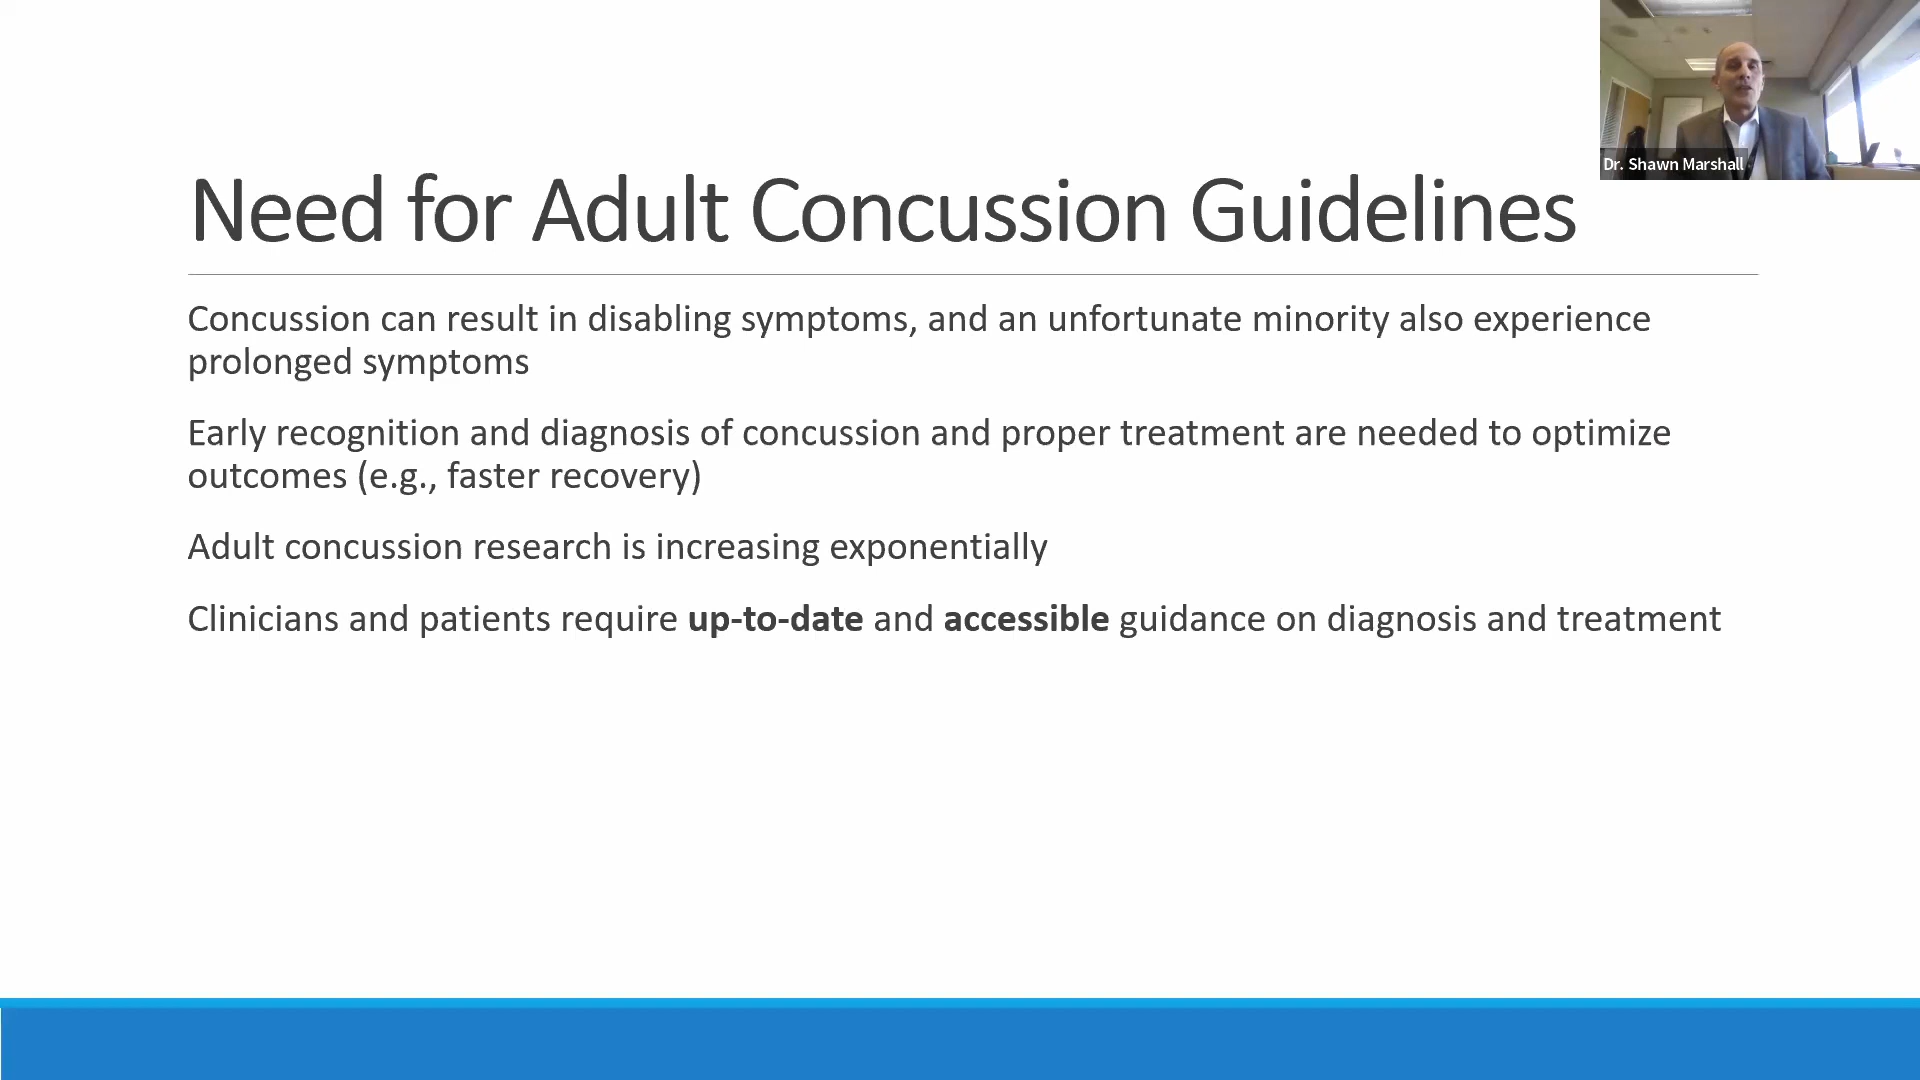 Dr. Shawn Marshall
Need for Adult Concussion Guidelines
Concussion can result in disabling symptoms, and an unfortunate minority also experience
prolonged symptoms
Early recognition and diagnosis of concussion and proper treatment are needed to optimize
outcomes (e.g., faster recovery)
Adult concussion research is increasing exponentially
Clinicians and patients require up-to-date and accessible guidance on diagnosis and treatment